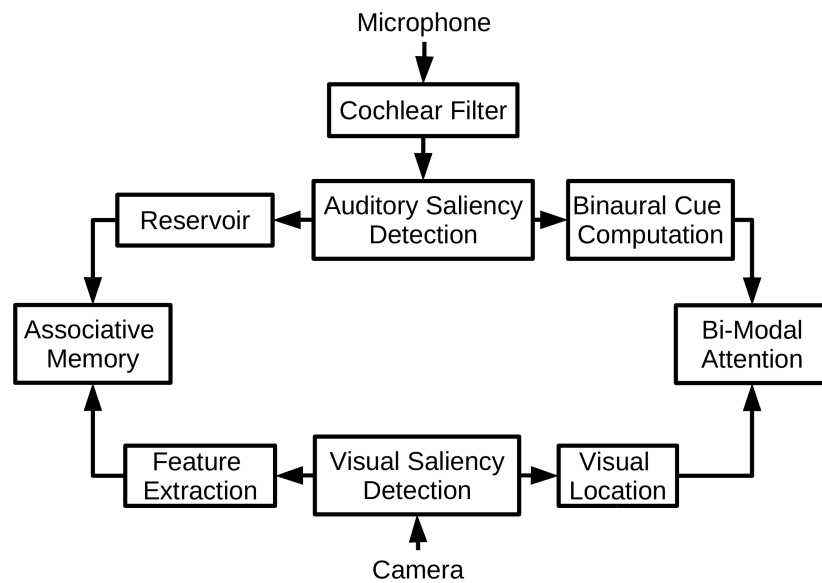 Microphone
Cochlear Filter
Reservoir
Auditory Saliency
Detection
Binaural Cue
Computation
Associative
Memory
Bi-Modal
Attention
Feature
Extraction
Visual Saliency
Detection
Visual
Location
Camera